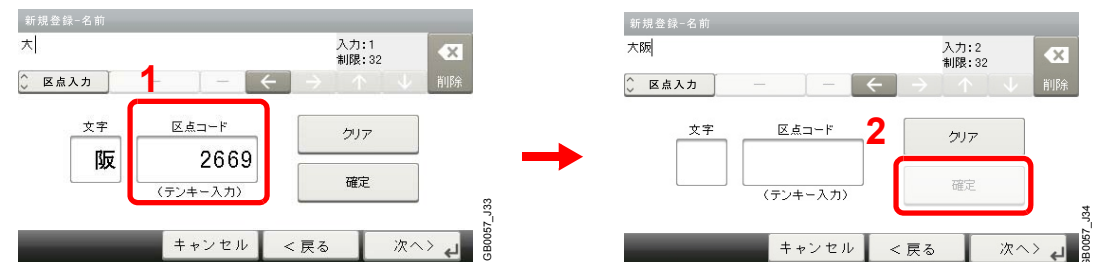 新規登録-名前
大
入力:1
制限:32
区点入力
1
—
—
←
→
↑
↓
削除
文字
区点コード
クリア
阪
2669
確定
(テンキー入力)
キャンセル
<戻る
次へ>
GB0057_J33
新規登録-名前
大阪
入力:2
制限:32
区点入力
—
—
←
→
↑
↓
削除
文字
区点コード
2
クリア
確定
(テンキー入力)
キャンセル
<戻る
次へ>
GB0057_J34